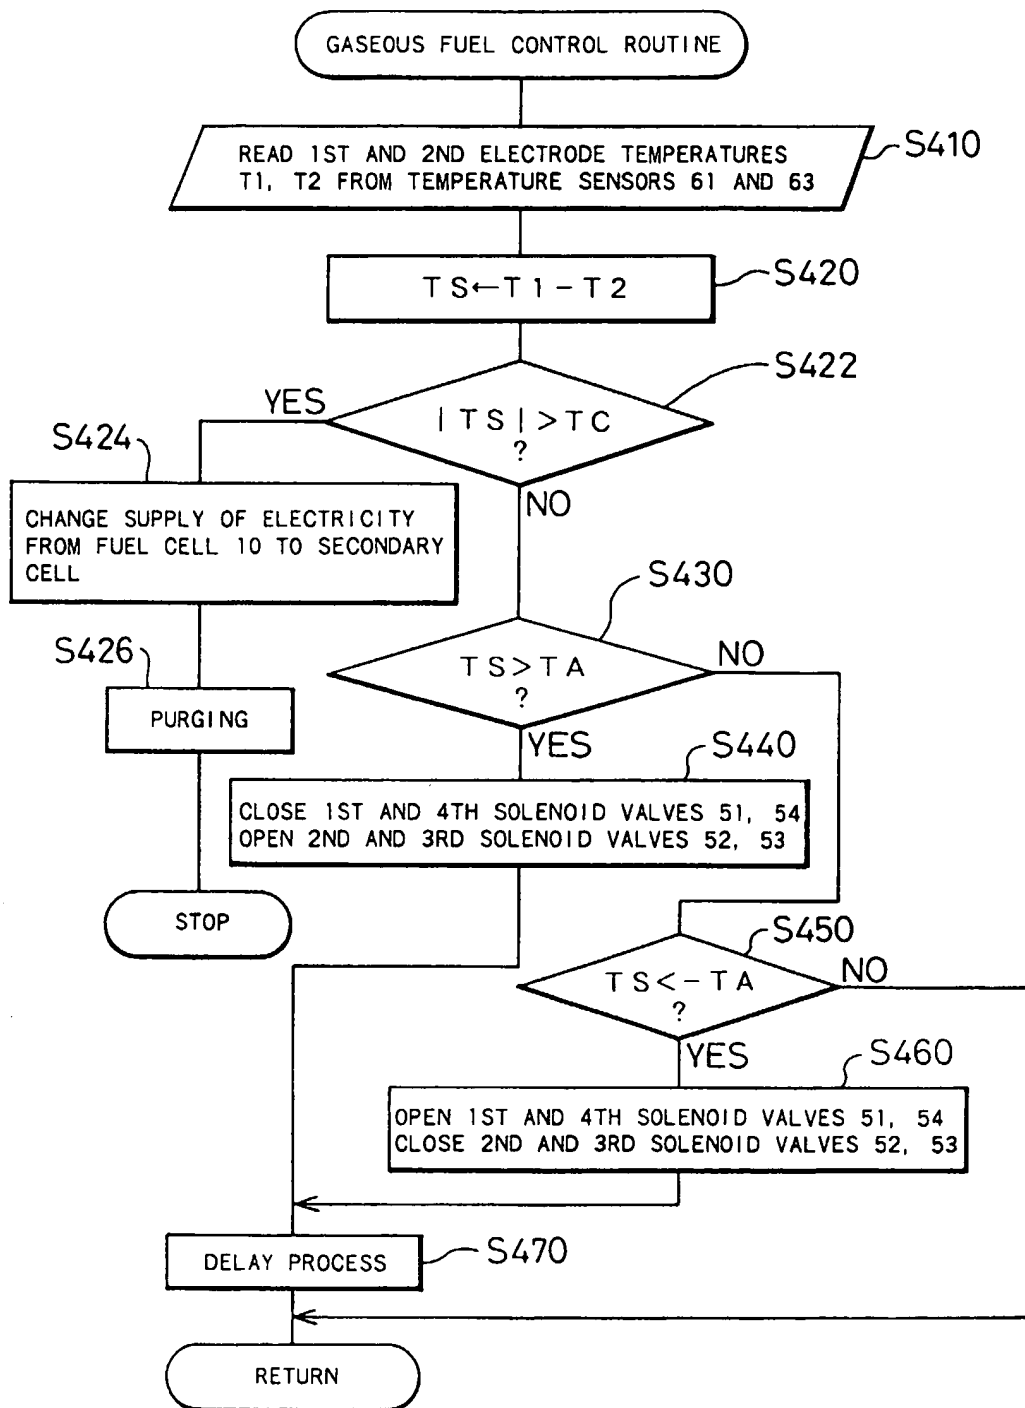 GASEOUS FUEL CONTROL ROUTINE
READ 1ST AND 2ND ELECTRODE TEMPERATURES
T1, T2 FROM TEMPERATURE SENSORS 61 AND 63
S410
TS←T1-T2
S420
S422
|TS|>TC
?
YES
NO
S424
CHANGE SUPPLY OF ELECTRICITY
FROM FUEL CELL 10 TO SECONDARY
CELL
S426
PURGING
STOP
S430
TS>TA
?
NO
YES
S440
CLOSE 1ST AND 4TH SOLENOID VALVES 51, 54
OPEN 2ND AND 3RD SOLENOID VALVES 52, 53
S450
TS<-TA
?
NO
YES
S460
OPEN 1ST AND 4TH SOLENOID VALVES 51, 54
CLOSE 2ND AND 3RD SOLENOID VALVES 52, 53
DELAY PROCESS
S470
RETURN